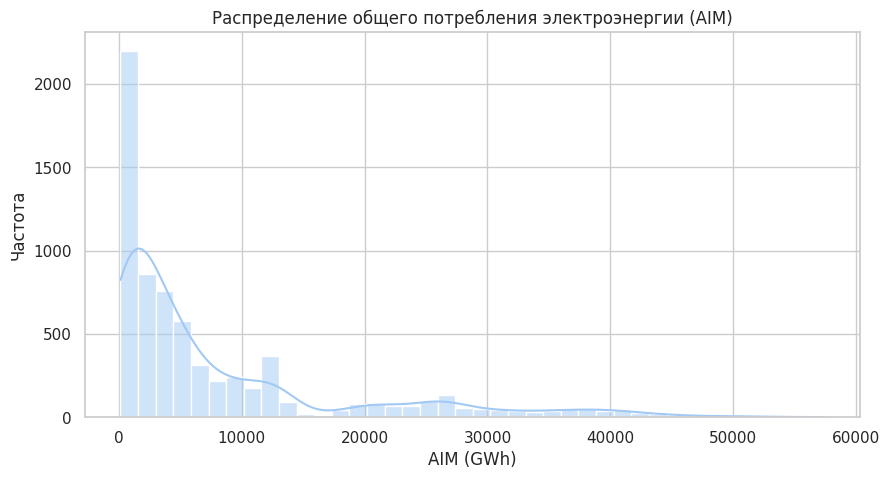 Распределение общего потребления электроэнергии (AIM)
Частота
2000
1500
1000
500
0
0 10000 20000 30000 40000 50000 60000
AIM (GWh)